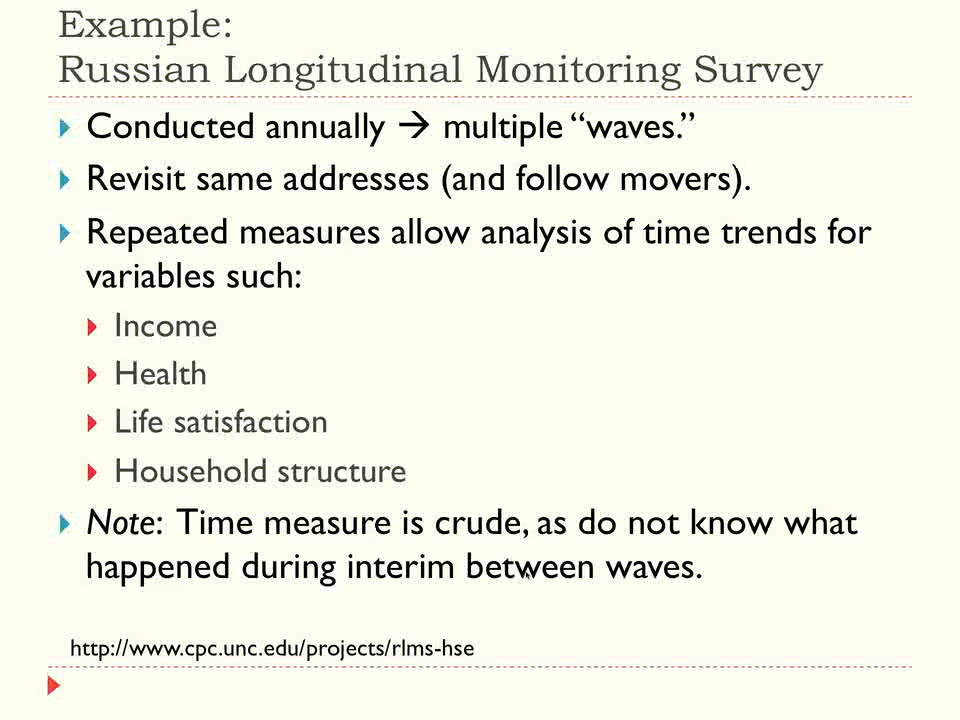 Example:
Russian Longitudinal Monitoring Survey
Conducted annually → multiple “waves.”
Revisit same addresses (and follow movers).
Repeated measures allow analysis of time trends for
variables such:
Income
Health
Life satisfaction
Household structure
Note: Time measure is crude, as do not know what
happened during interim between waves.
http://www.cpc.unc.edu/projects/rlms-hse